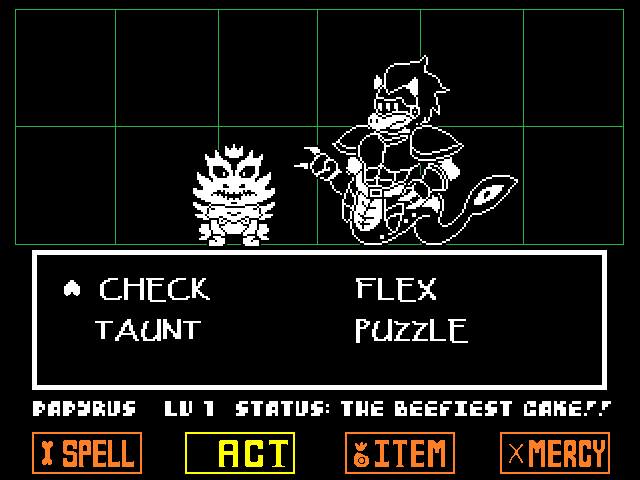 CHECK FLEX
TAUNT PUZZLE
PAPYRUS LV 1 STATUS: THE BEEFIEST CAKE!!
SPELL ACT ITEM MERCY